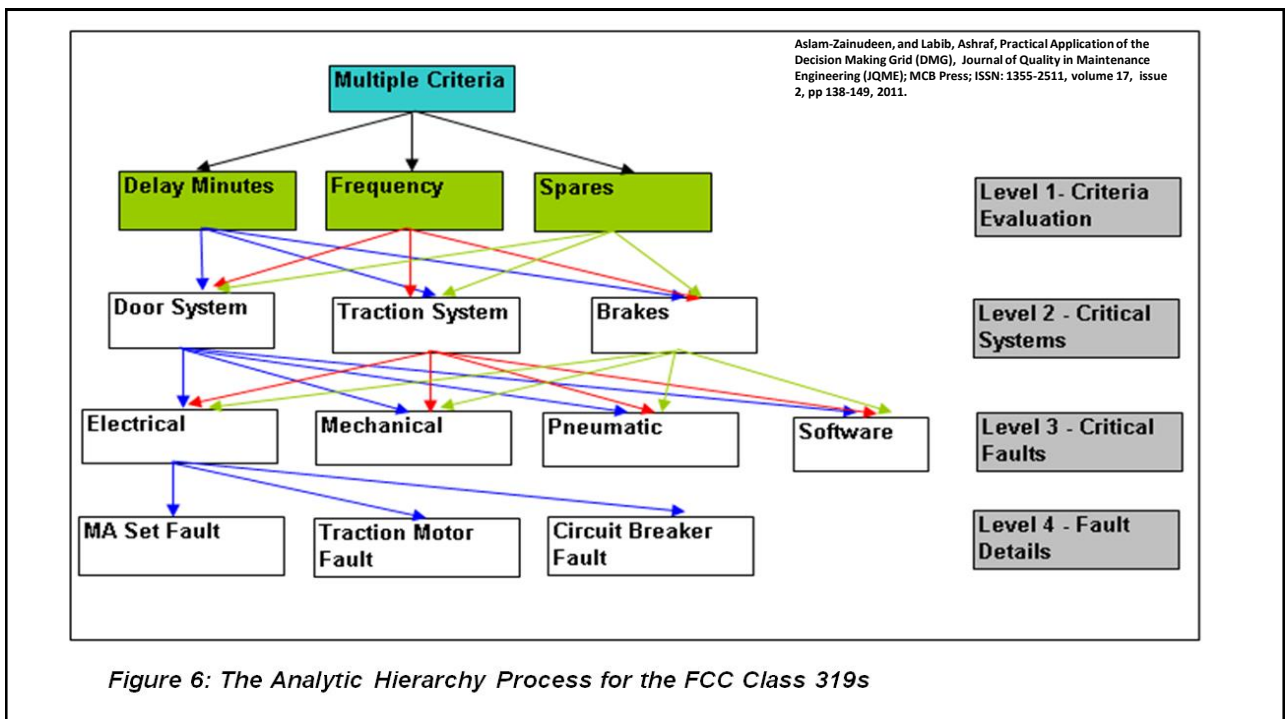 Aslam-Zainudeen, and Labib, Ashraf, Practical Application of the
Decision Making Grid (DMG),  Journal of Quality in Maintenance
Engineering (JQME); MCB Press; ISSN: 1355-2511, volume 17,  issue
2, pp 138-149, 2011.
Multiple Criteria
Delay Minutes
Frequency
Spares
Level 1- Criteria
Evaluation
Door System
Traction System
Brakes
Level 2 - Critical
Systems
Electrical
Mechanical
Pneumatic
Software
Level 3 - Critical
Faults
MA Set Fault
Traction Motor
Fault
Circuit Breaker
Fault
Level 4 - Fault
Details
Figure 6: The Analytic Hierarchy Process for the FCC Class 319s